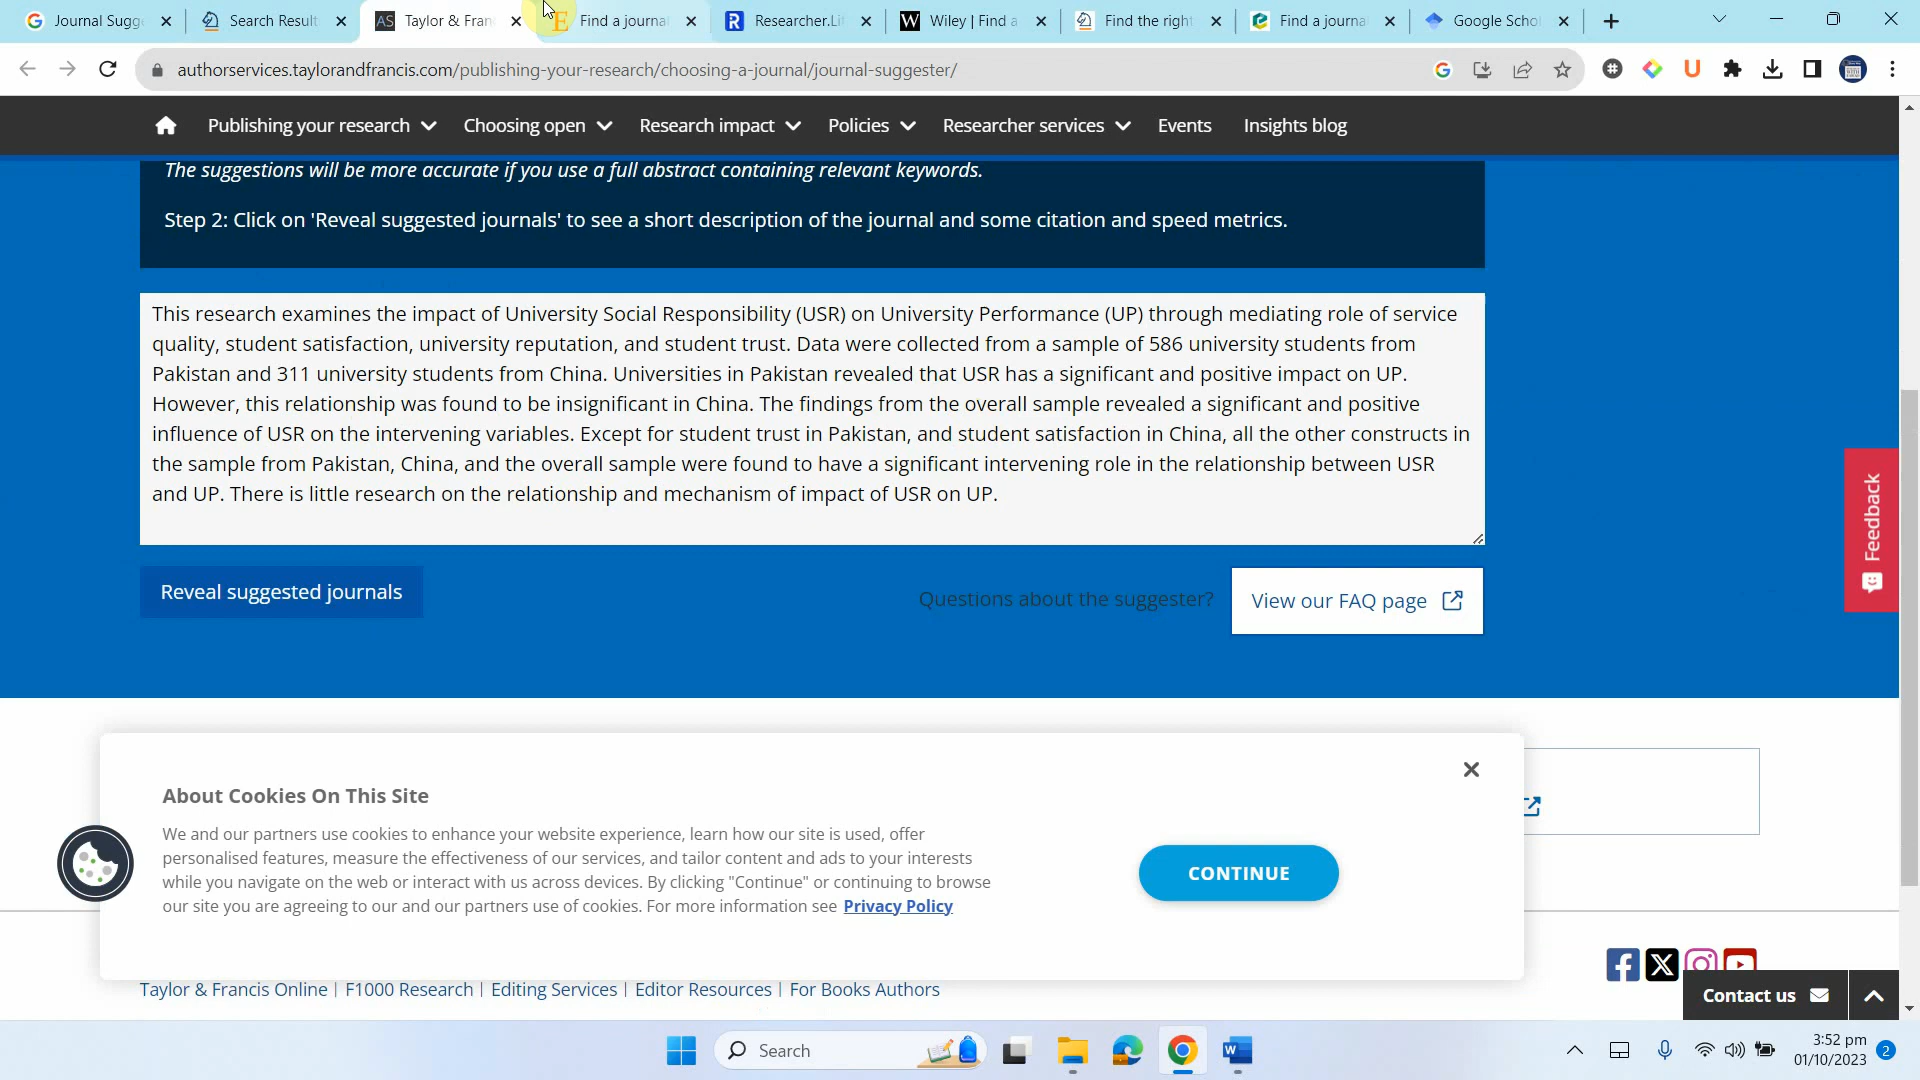 Journal Sugg
Search Result
Taylor & Fran
Find a journa
Researcher.Li
Wiley | Find a
Find the right
Find a journa
Google Scho
authorservices.taylorandfrancis.com/publishing-your-research/choosing-a-journal/journal-suggester/
Publishing your research
Choosing open
Research impact
Policies
Researcher services
Events
Insights blog
The suggestions will be more accurate if you use a full abstract containing relevant keywords.
Step 2: Click on 'Reveal suggested journals' to see a short description of the journal and some citation and speed metrics.
This research examines the impact of University Social Responsibility (USR) on University Performance (UP) through mediating role of service
quality, student satisfaction, university reputation, and student trust. Data were collected from a sample of 586 university students from
Pakistan and 311 university students from China. Universities in Pakistan revealed that USR has a significant and positive impact on UP.
However, this relationship was found to be insignificant in China. The findings from the overall sample revealed a significant and positive
influence of USR on the intervening variables. Except for student trust in Pakistan, and student satisfaction in China, all the other constructs in
the sample from Pakistan, China, and the overall sample were found to have a significant intervening role in the relationship between USR
and UP. There is little research on the relationship and mechanism of impact of USR on UP.
Reveal suggested journals
Questions about the suggester?
View our FAQ page
Feedback
About Cookies On This Site
We and our partners use cookies to enhance your website experience, learn how our site is used, offer
personalised features, measure the effectiveness of our services, and tailor content and ads to your interests
while you navigate on the web or interact with us across devices. By clicking "Continue" or continuing to browse
our site you are agreeing to our and our partners use of cookies. For more information see Privacy Policy
CONTINUE
Taylor & Francis Online | F1000 Research | Editing Services | Editor Resources | For Books Authors
Contact us
Search
3:52 pm
01/10/2023
2